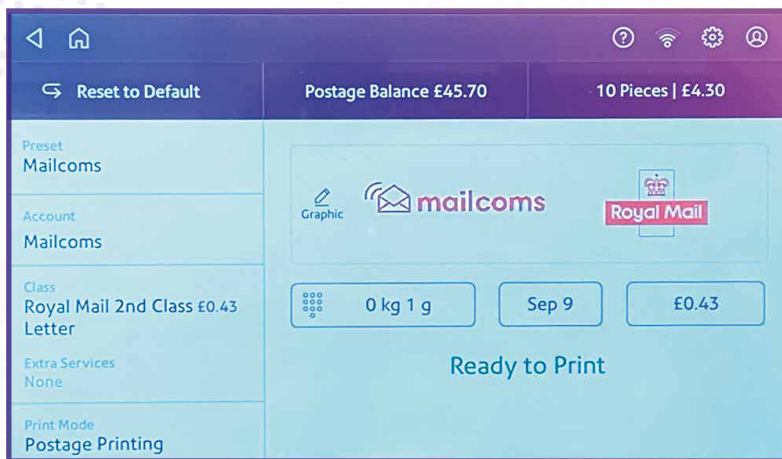 Reset to Default
Postage Balance £45.70
10 Pieces | £4.30
Preset
Mailcoms
Account
Mailcoms
Class
Royal Mail 2nd Class £0.43
Letter
Extra Services
None
Print Mode
Postage Printing
Graphic
mailcoms
Royal Mail
0 kg 1 g
Sep 9
£0.43
Ready to Print